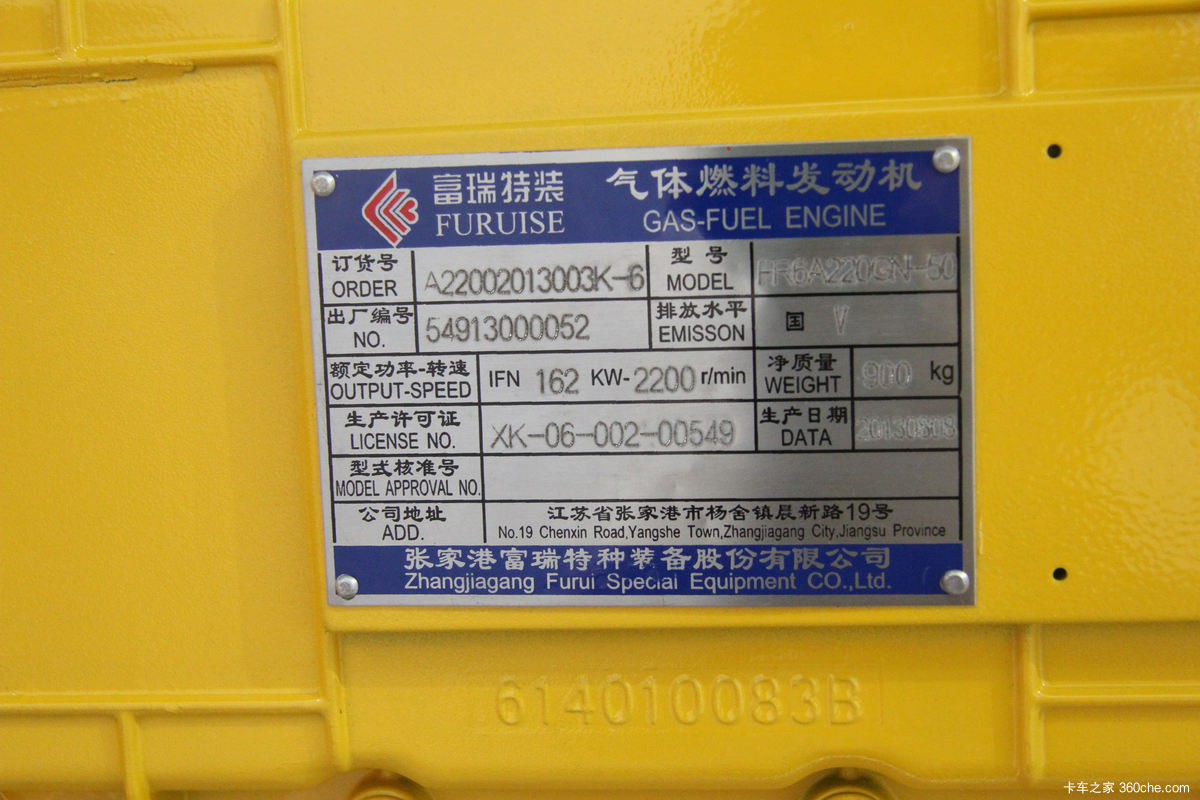 富瑞特装 气体燃料发动机
FURUISE GAS-FUEL ENGINE
订货号 A22002013003K-6 型号 HR6A220GN-50
ORDER MODEL
出厂编号 54913000052 排放水平 国 V
NO. EMISSON
额定功率-转速 IFN 162 KW-2200 r/min 净质量 900 kg
OUTPUT-SPEED WEIGHT
生产许可证 XK-06-002-00549 生产日期 20130808
LICENSE NO. DATA
型式核准号
MODEL APPROVAL NO.
公司地址 江苏省张家港市杨舍镇晨新路19号
ADD. No.19 Chenxin Road,Yangshe Town,Zhangjiagang City,Jiangsu Province
张家港富瑞特种装备股份有限公司
Zhangjiagang Furui Special Equipment CO.,Ltd.
614010083B
卡车之家 360che.com